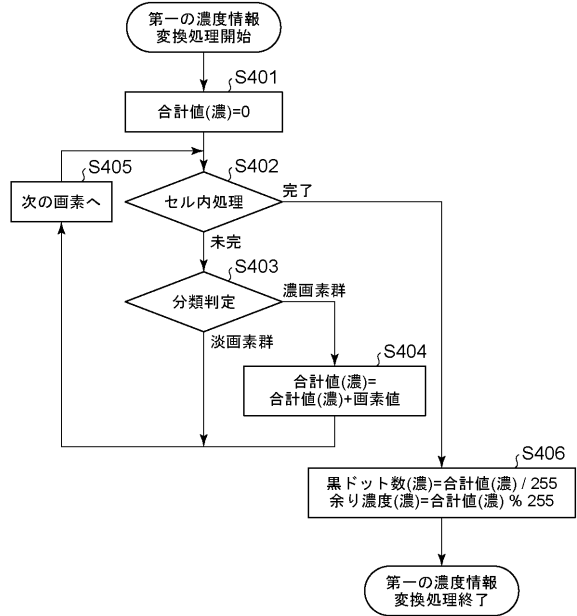 第一の濃度情報
変換処理開始
S401
合計値(濃)=0
S405
次の画素へ
S402
セル内処理
完了
未完
S403
分類判定
濃画素群
淡画素群
S404
合計値(濃)=
合計値(濃)+画素値
S406
黒ドット数(濃)=合計値(濃) / 255
余り濃度(濃)=合計値(濃) % 255
第一の濃度情報
変換処理終了